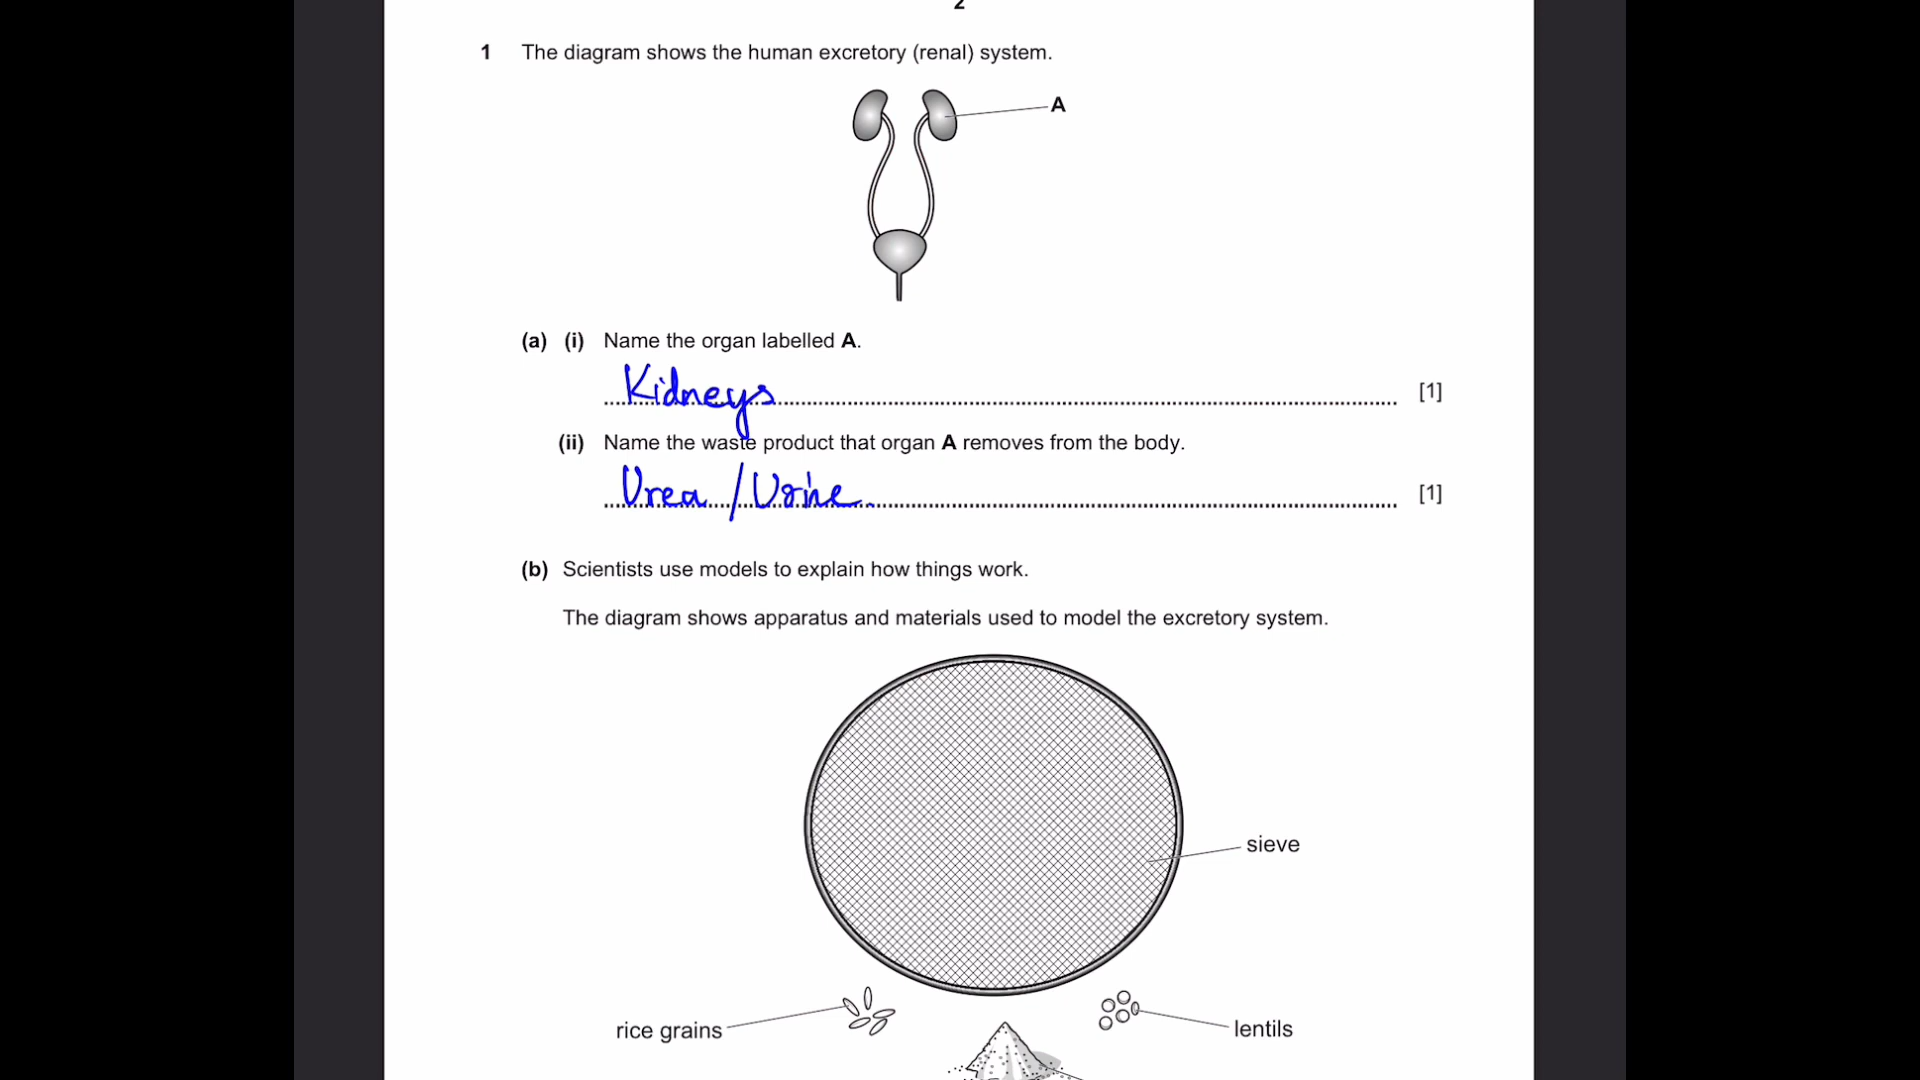 2
1 The diagram shows the human excretory (renal) system.
A
(a) (i) Name the organ labelled A.
Kidneys [1]
(ii) Name the waste product that organ A removes from the body.
Urea / Urine. [1]
(b) Scientists use models to explain how things work.
The diagram shows apparatus and materials used to model the excretory system.
sieve
rice grains
lentils